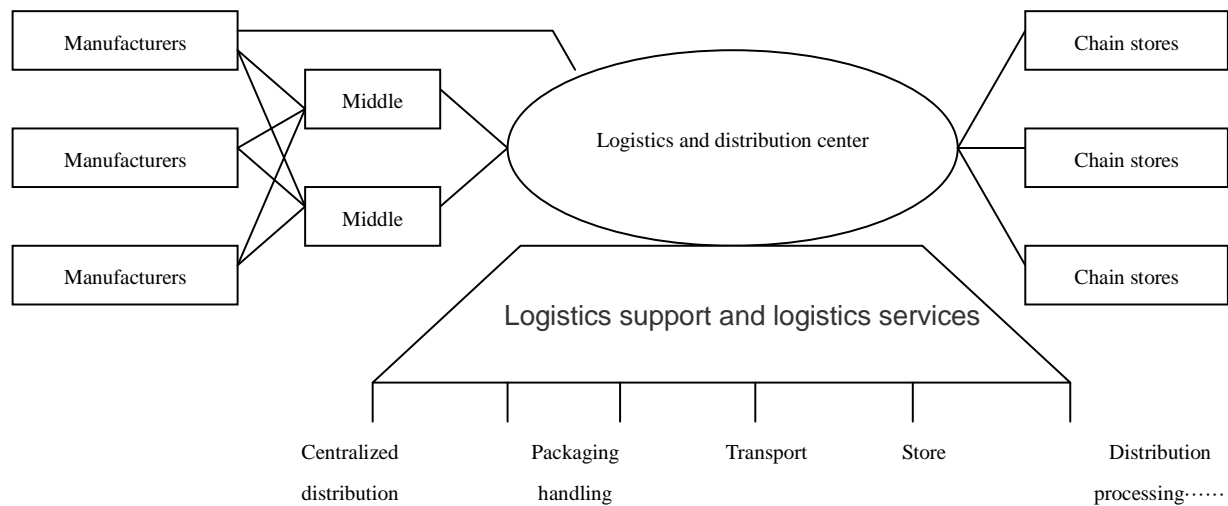 Manufacturers
Chain stores
Middle
Logistics and distribution center
Manufacturers
Chain stores
Middle
Manufacturers
Chain stores
Logistics support and logistics services
Centralized
distribution
Packaging
handling
Transport
Store
Distribution
processing······